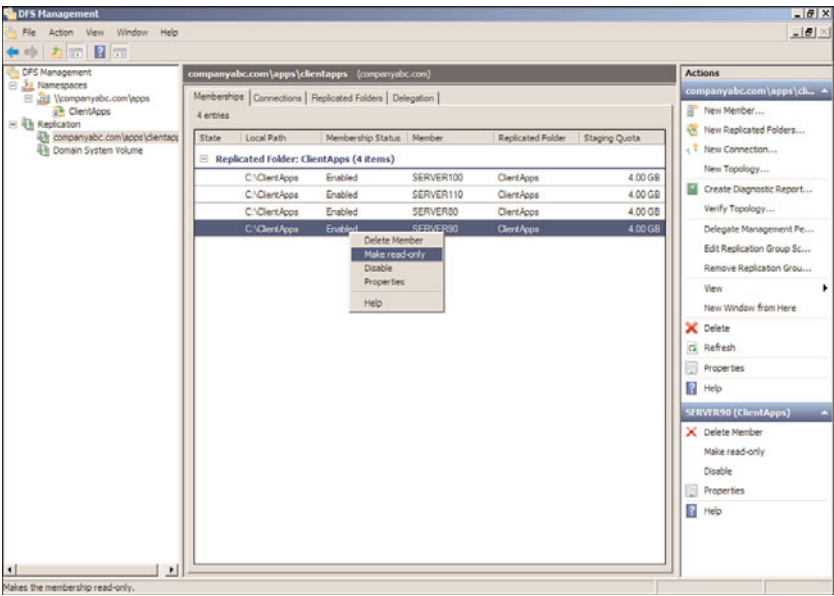 DFS Management
File Action View Window Help
DFS Management
Namespaces
\\companyabc.com\apps
ClientApps
Replication
companyabc.com\apps\clientapp
Domain System Volume
companyabc.com\apps\clientapps (companyabc.com)
Memberships Connections Replicated Folders Delegation
4 entries
State Local Path Membership Status Member Replicated Folder Staging Quota
Replicated Folder: ClientApps (4 items)
C:\ClientApps Enabled SERVER100 ClientApps 4.00 GB
C:\ClientApps Enabled SERVER110 ClientApps 4.00 GB
C:\ClientApps Enabled SERVER80 ClientApps 4.00 GB
C:\ClientApps Enabled SERVER90 ClientApps 4.00 GB
Delete Member
Make read-only
Disable
Properties
Help
Actions
companyabc.com\apps\cli...
New Member...
New Replicated Folders...
New Connection...
New Topology...
Create Diagnostic Report...
Verify Topology...
Delegate Management Pe...
Edit Replication Group Sc...
Remove Replication Grou...
View
New Window from Here
Delete
Refresh
Properties
Help
SERVER90 (ClientApps)
Delete Member
Make read-only
Disable
Properties
Help
Makes the membership read-only.